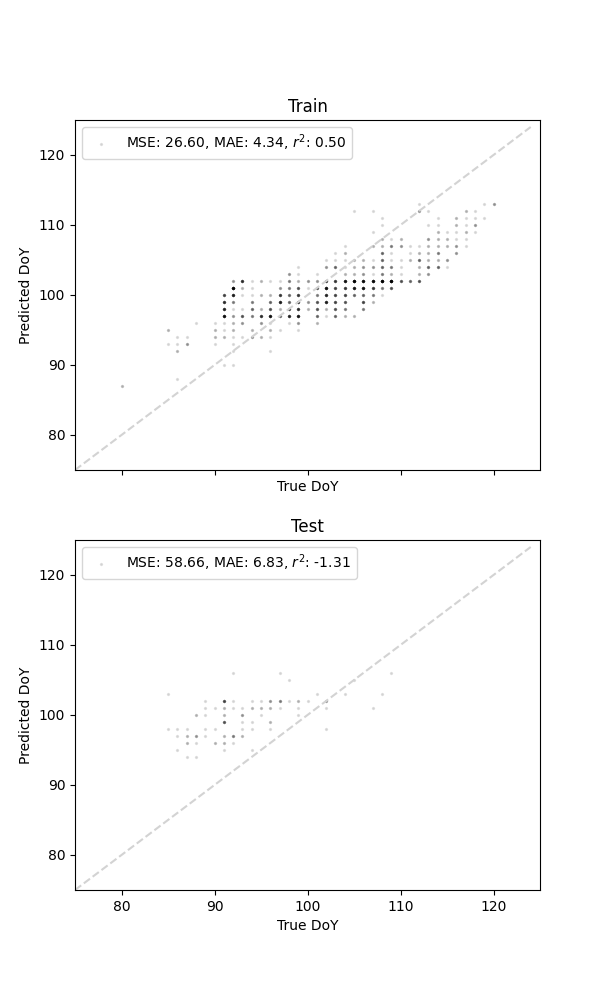 Train
MSE: 26.60, MAE: 4.34, r²: 0.50
120
110
100
90
80
Predicted DoY
True DoY
Test
MSE: 58.66, MAE: 6.83, r²: -1.31
120
110
100
90
80
Predicted DoY
80 90 100 110 120
True DoY